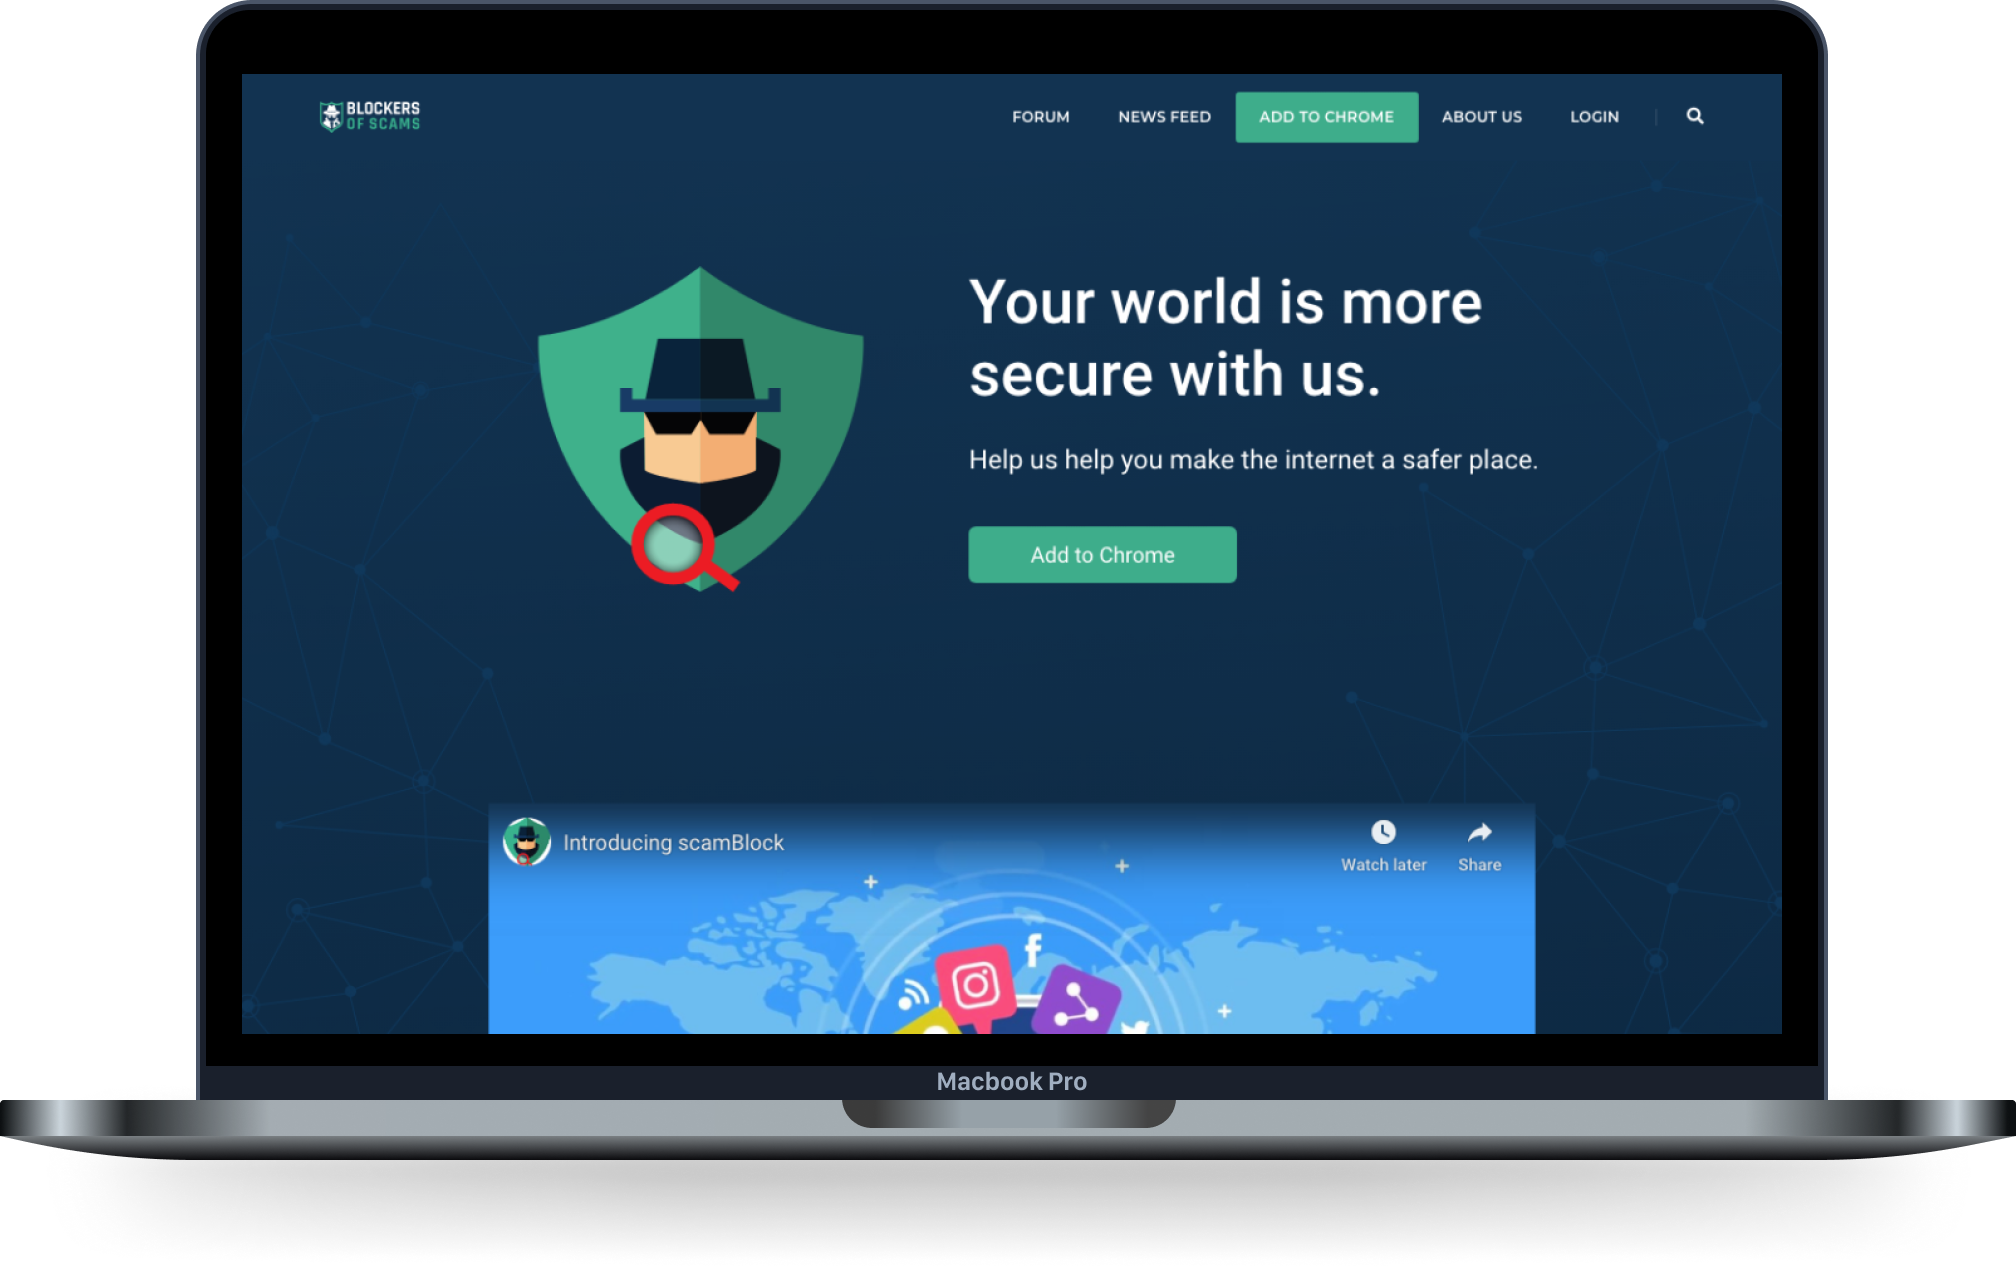 BLOCKERS
OF SCAMS
FORUM
NEWS FEED
ADD TO CHROME
ABOUT US
LOGIN
Your world is more
secure with us.
Help us help you make the internet a safer place.
Add to Chrome
Introducing scamBlock
Watch later
Share
Macbook Pro